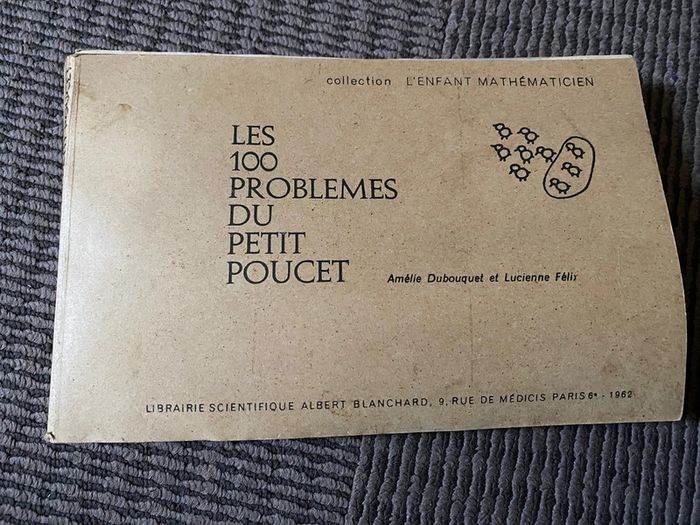 collection L'ENFANT MATHÉMATICIEN
LES
100
PROBLEMES
DU
PETIT
POUCET
Amélie Dubouquet et Lucienne Félix
LIBRAIRIE SCIENTIFIQUE ALBERT BLANCHARD, 9, RUE DE MÉDICIS PARIS 6e - 1962